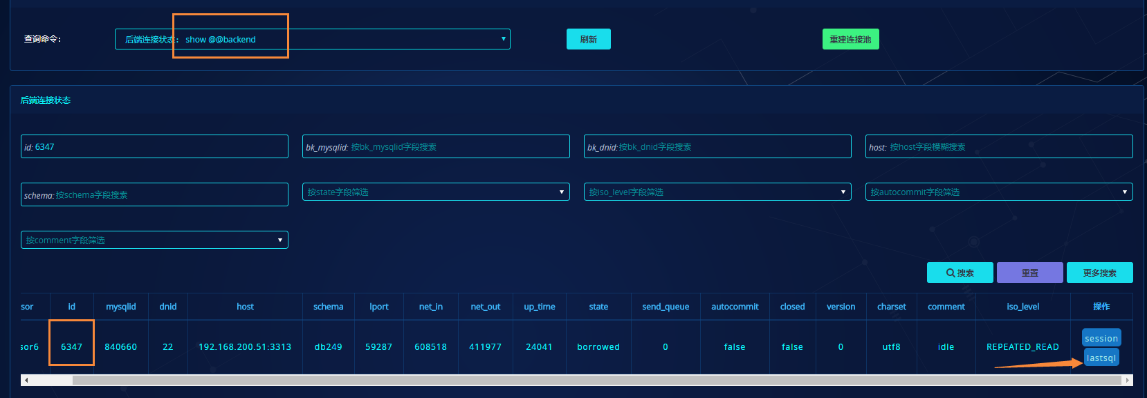 查询命令: 后端连接状态: show @@backend 刷新 重建连接池
后端连接状态
id: 6347 bk_mysqlid: 按bk_mysqlid字段搜索 bk_dnid: 按bk_dnid字段搜索 host: 按host字段模糊搜索
schema: 按schema字段搜索 按state字段筛选 按iso_level字段筛选 按autocommit字段筛选
按comment字段筛选
搜索 重置 更多搜索
sor id mysqlid dnid host schema lport net_in net_out up_time state send_queue autocommit closed version charset comment iso_level 操作
sor6 6347 840660 22 192.168.200.51:3313 db249 59287 608518 411977 24041 borrowed 0 false false 0 utf8 idle REPEATED_READ session
lastsql